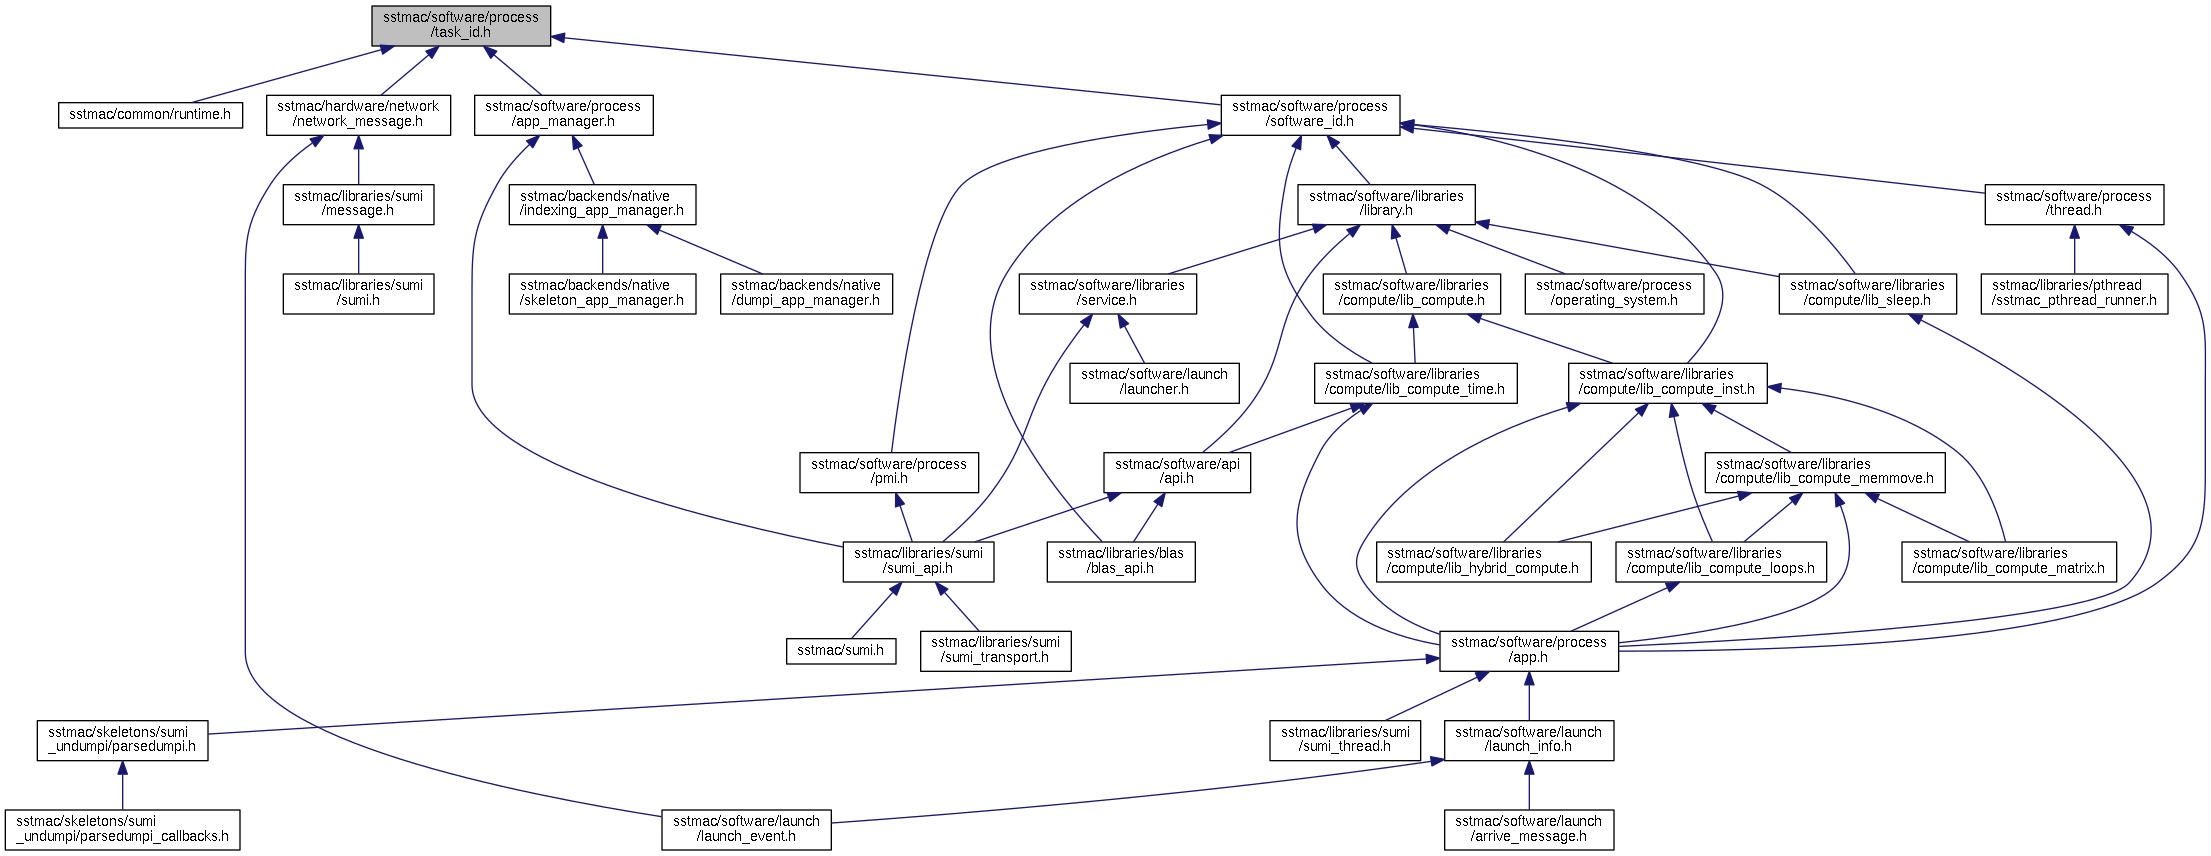 sstmac/software/process
/task_id.h
sstmac/common/runtime.h
sstmac/hardware/network
/network_message.h
sstmac/software/process
/app_manager.h
sstmac/software/process
/software_id.h
sstmac/libraries/sumi
/message.h
sstmac/backends/native
/indexing_app_manager.h
sstmac/software/libraries
/library.h
sstmac/software/process
/thread.h
sstmac/libraries/sumi
/sumi.h
sstmac/backends/native
/skeleton_app_manager.h
sstmac/backends/native
/dumpi_app_manager.h
sstmac/software/libraries
/service.h
sstmac/software/libraries
/compute/lib_compute.h
sstmac/software/process
/operating_system.h
sstmac/software/libraries
/compute/lib_sleep.h
sstmac/libraries/pthread
/sstmac_pthread_runner.h
sstmac/software/launch
/launcher.h
sstmac/software/libraries
/compute/lib_compute_time.h
sstmac/software/libraries
/compute/lib_compute_inst.h
sstmac/software/process
/pmi.h
sstmac/software/api
/api.h
sstmac/software/libraries
/compute/lib_compute_memmove.h
sstmac/libraries/sumi
/sumi_api.h
sstmac/libraries/blas
/blas_api.h
sstmac/software/libraries
/compute/lib_hybrid_compute.h
sstmac/software/libraries
/compute/lib_compute_loops.h
sstmac/software/libraries
/compute/lib_compute_matrix.h
sstmac/sumi.h
sstmac/libraries/sumi
/sumi_transport.h
sstmac/software/process
/app.h
sstmac/skeletons/sumi
_undumpi/parsedumpi.h
sstmac/libraries/sumi
/sumi_thread.h
sstmac/software/launch
/launch_info.h
sstmac/skeletons/sumi
_undumpi/parsedumpi_callbacks.h
sstmac/software/launch
/launch_event.h
sstmac/software/launch
/arrive_message.h